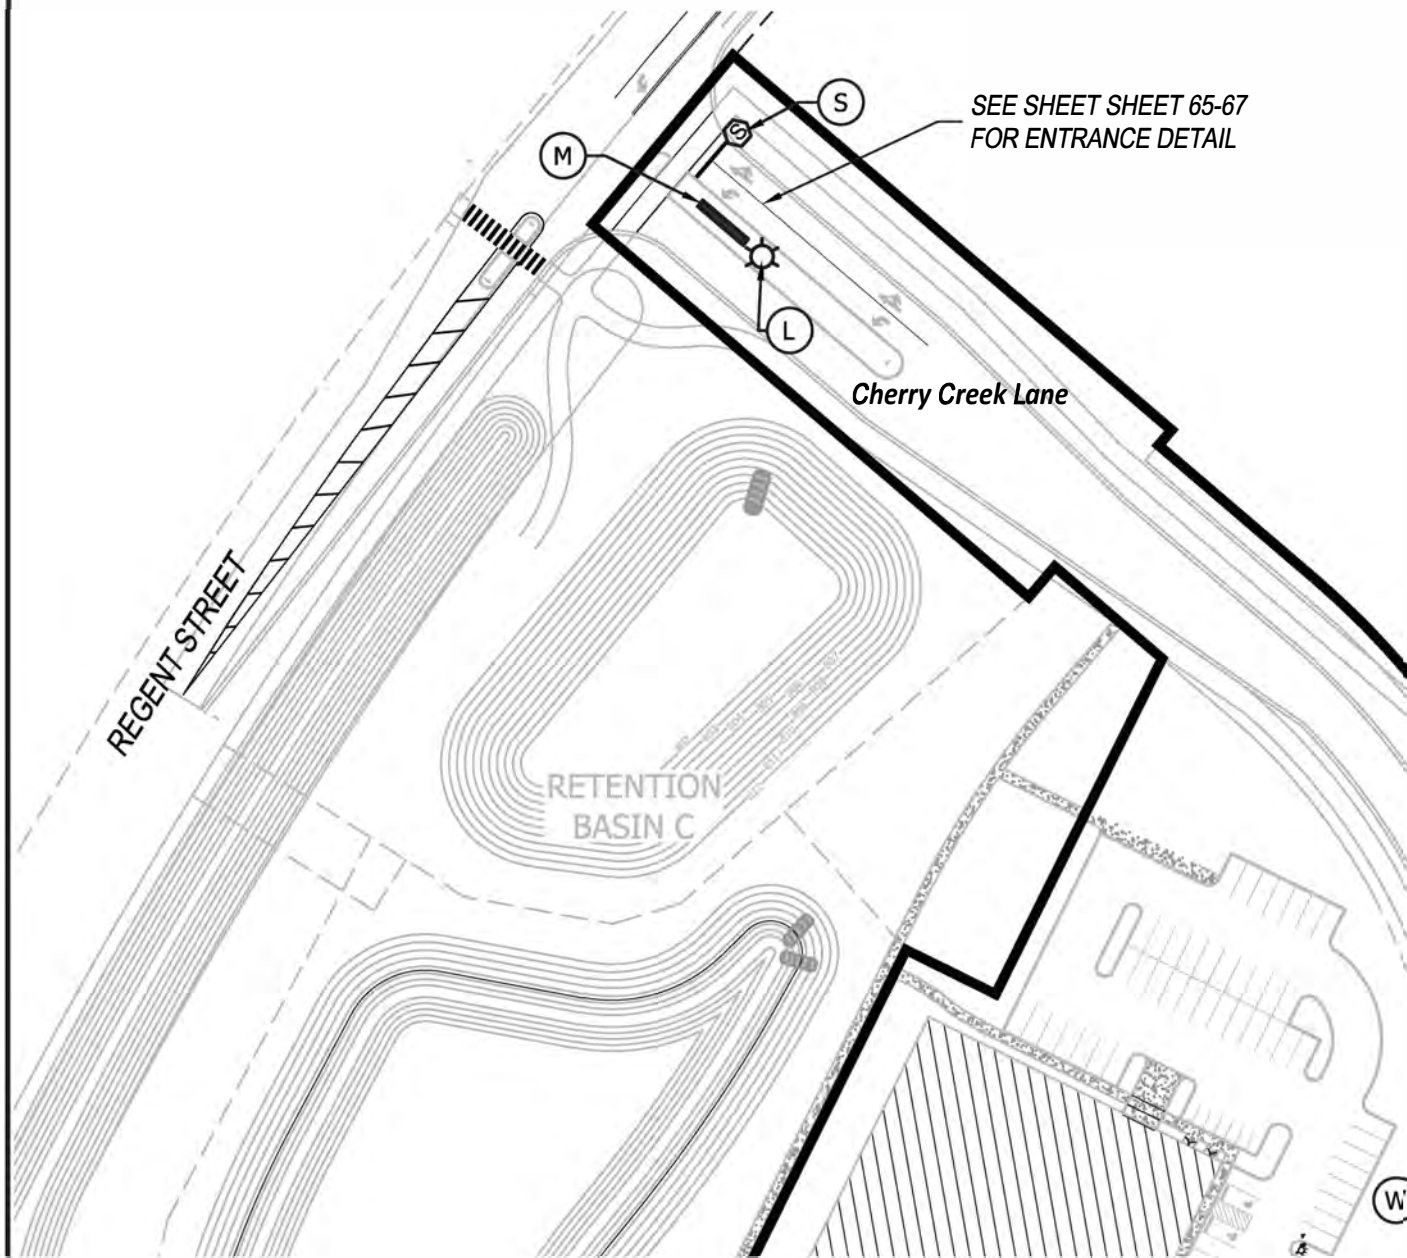 S
SEE SHEET SHEET 65-67
FOR ENTRANCE DETAIL
S
M
L
Cherry Creek Lane
REGENT STREET
RETENTION
BASIN C
W